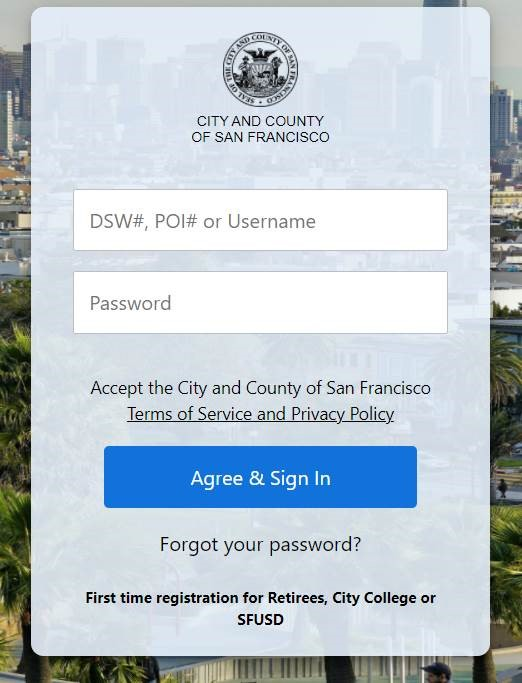 SEAL OF THE CITY AND COUNTY OF SAN FRANCISCO
CITY AND COUNTY
OF SAN FRANCISCO
DSW#, POI# or Username
Password
Accept the City and County of San Francisco
Terms of Service and Privacy Policy
Agree & Sign In
Forgot your password?
First time registration for Retirees, City College or
SFUSD